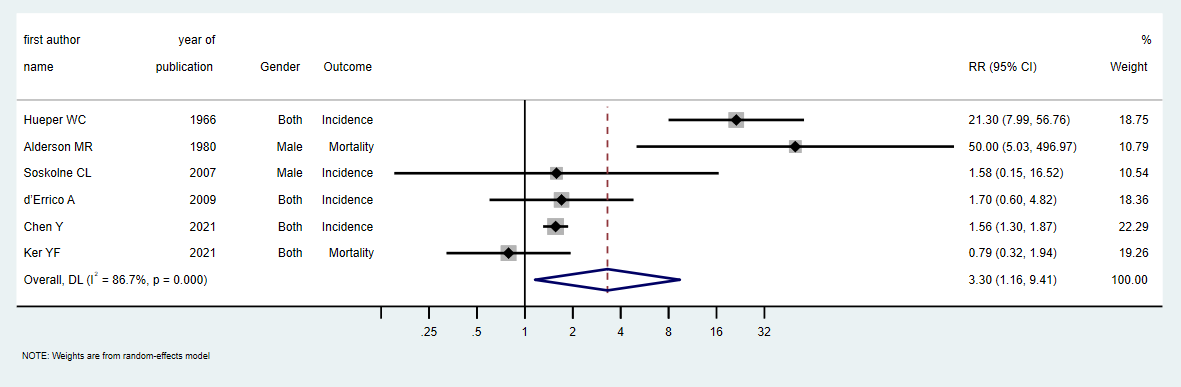 first author year of %
name publication Gender Outcome RR (95% CI) Weight
Hueper WC 1966 Both Incidence 21.30 (7.99, 56.76) 18.75
Alderson MR 1980 Male Mortality 50.00 (5.03, 496.97) 10.79
Soskolne CL 2007 Male Incidence 1.58 (0.15, 16.52) 10.54
d'Errico A 2009 Both Incidence 1.70 (0.60, 4.82) 18.36
Chen Y 2021 Both Incidence 1.56 (1.30, 1.87) 22.29
Ker YF 2021 Both Mortality 0.79 (0.32, 1.94) 19.26
Overall, DL (I² = 86.7%, p = 0.000) 3.30 (1.16, 9.41) 100.00
.25 .5 1 2 4 8 16 32
NOTE: Weights are from random-effects model